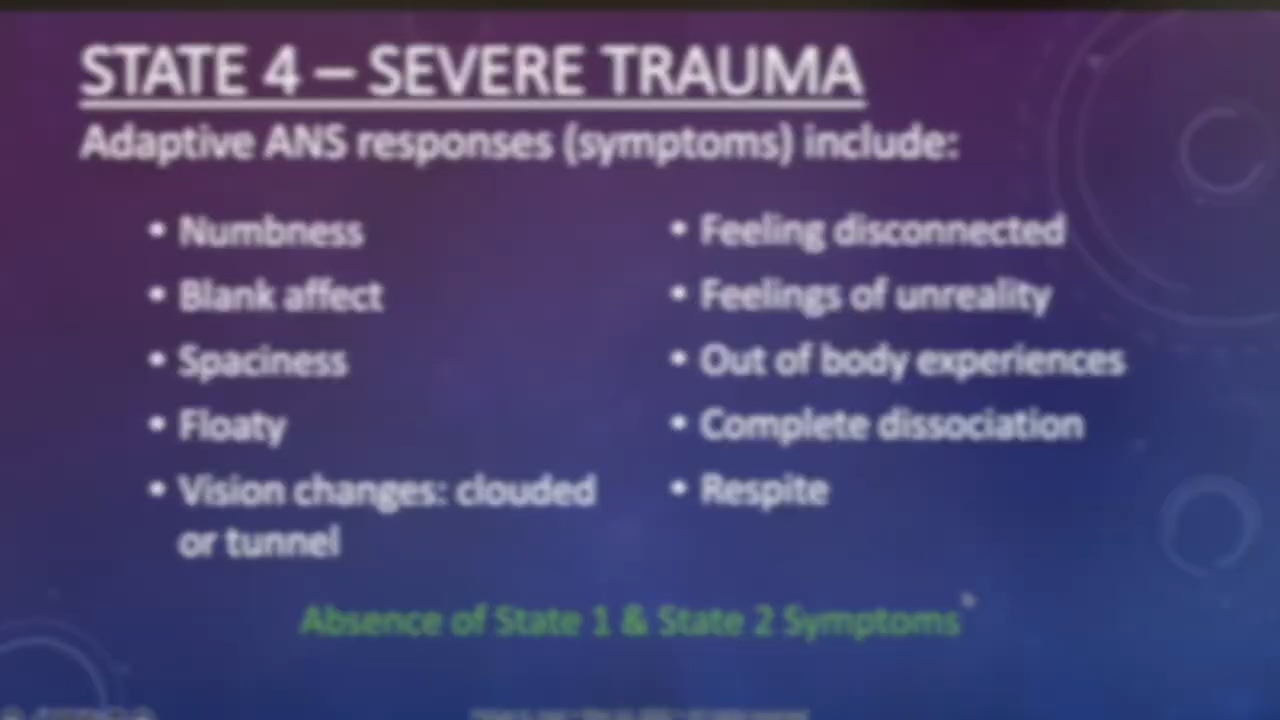 STATE 4 – SEVERE TRAUMA
Adaptive ANS responses (symptoms) include:
• Numbness
• Blank affect
• Spaciness
• Floaty
• Vision changes: clouded
or tunnel
• Feeling disconnected
• Feelings of unreality
• Out of body experiences
• Complete dissociation
• Respite
Absence of State 1 & State 2 Symptoms